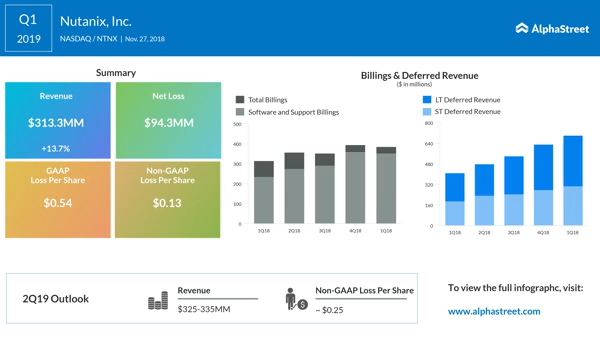 Q1
2019
Nutanix, Inc.
NASDAQ / NTNX | Nov. 27, 2018
AlphaStreet
Summary
Revenue
$313.3MM
+13.7%
Net Loss
$94.3MM
GAAP
Loss Per Share
$0.54
Non-GAAP
Loss Per Share
$0.13
Billings & Deferred Revenue
($ in millions)
Total Billings
Software and Support Billings
500
400
300
200
100
0
1Q18
2Q18
3Q18
4Q18
1Q18
LT Deferred Revenue
ST Deferred Revenue
800
640
480
320
160
0
1Q18
2Q18
3Q18
4Q18
1Q18
2Q19 Outlook
Revenue
$325-335MM
Non-GAAP Loss Per Share
~ $0.25
To view the full infographc, visit:
www.alphastreet.com